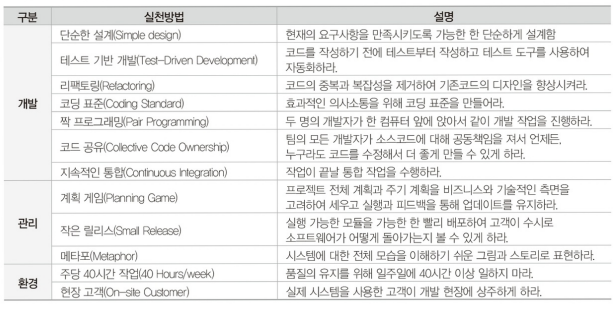 구분 실천방법 설명
단순한 설계(Simple design) 현재의 요구사항을 만족시키도록 가능한 한 단순하게 설계함
테스트 기반 개발(Test-Driven Development) 코드를 작성하기 전에 테스트부터 작성하고 테스트 도구를 사용하여
자동화하라.
리팩토링(Refactoring) 코드의 중복과 복잡성을 제거하여 기존코드의 디자인을 향상시켜라.
개발 코딩 표준(Coding Standard) 효과적인 의사소통을 위해 코딩 표준을 만들어라.
짝 프로그래밍(Pair Programming) 두 명의 개발자가 한 컴퓨터 앞에 앉아서 같이 개발 작업을 진행하라.
코드 공유(Collective Code Ownership) 팀의 모든 개발자가 소스코드에 대해 공동책임을 져서 언제든,
누구라도 코드를 수정해서 더 좋게 만들 수 있게 하라.
지속적인 통합(Continuous Integration) 작업이 끝날 통합 작업을 수행하라.
관리 계획 게임(Planning Game) 프로젝트 전체 계획과 주기 계획을 비즈니스와 기술적인 측면을
고려하여 세우고 실행과 피드백을 통해 업데이트를 유지하라.
작은 릴리스(Small Release) 실행 가능한 모듈을 가능한 한 빨리 배포하여 고객이 수시로
소프트웨어가 어떻게 돌아가는지 볼 수 있게 하라.
메타포(Metaphor) 시스템에 대한 전체 모습을 이해하기 쉬운 그림과 스토리로 표현하라.
환경 주당 40시간 작업(40 Hours/week) 품질의 유지를 위해 일주일에 40시간 이상 일하지 마라.
현장 고객(On-site Customer) 실제 시스템을 사용한 고객이 개발 현장에 상주하게 하라.